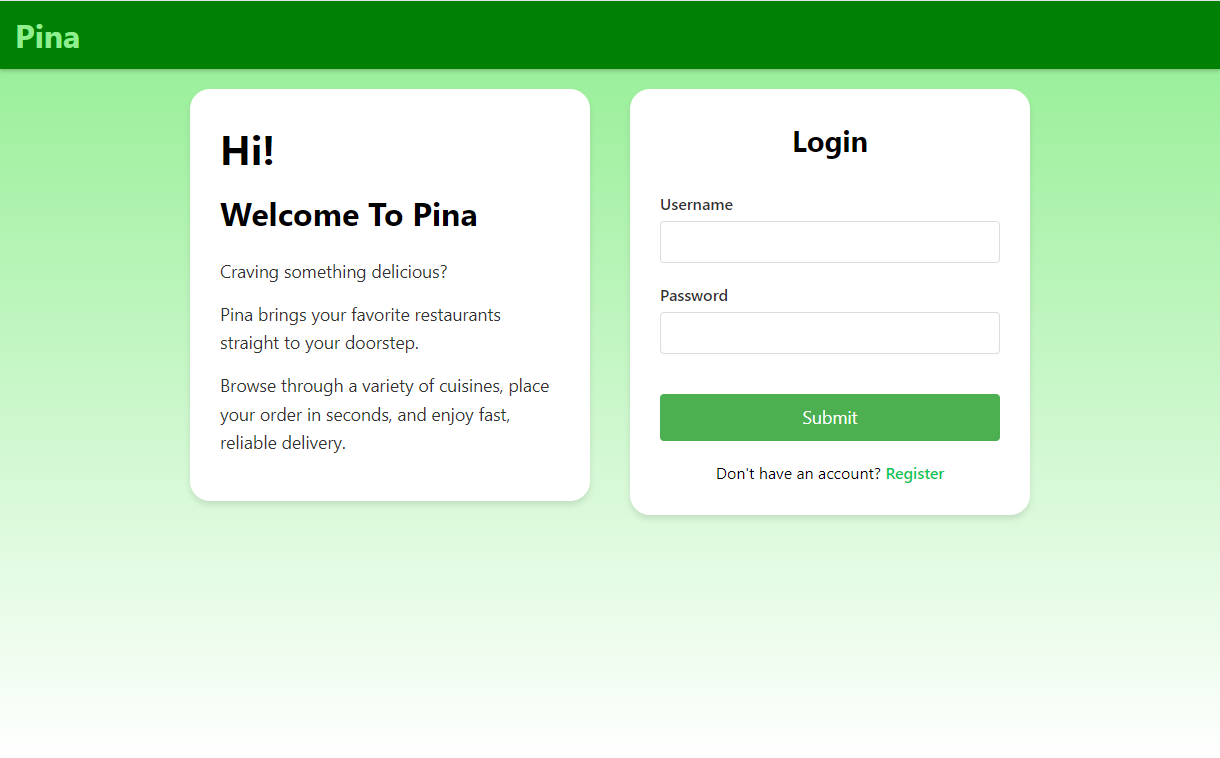 Pina
Hi!
Welcome To Pina
Craving something delicious?
Pina brings your favorite restaurants
straight to your doorstep.
Browse through a variety of cuisines, place
your order in seconds, and enjoy fast,
reliable delivery.
Login
Username
Password
Submit
Don't have an account? Register